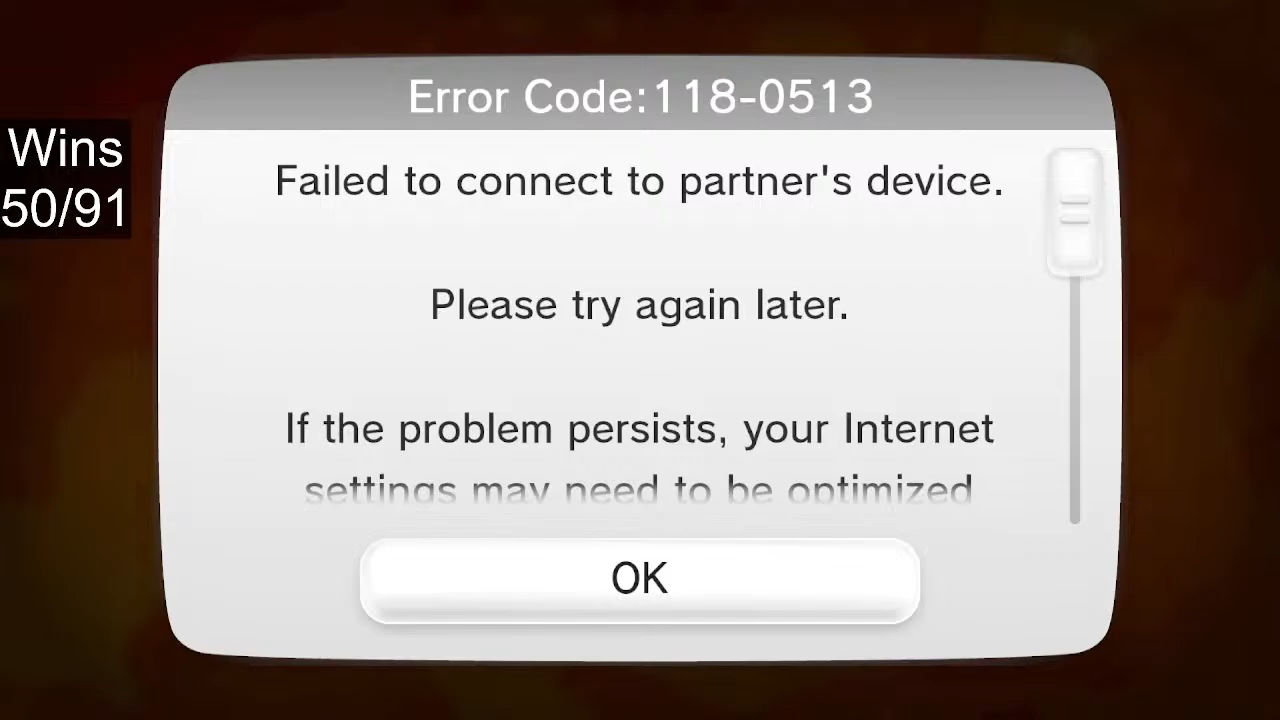 Error Code:118-0513
Wins
50/91
Failed to connect to partner's device.
Please try again later.
If the problem persists, your Internet
settings may need to be optimized
OK